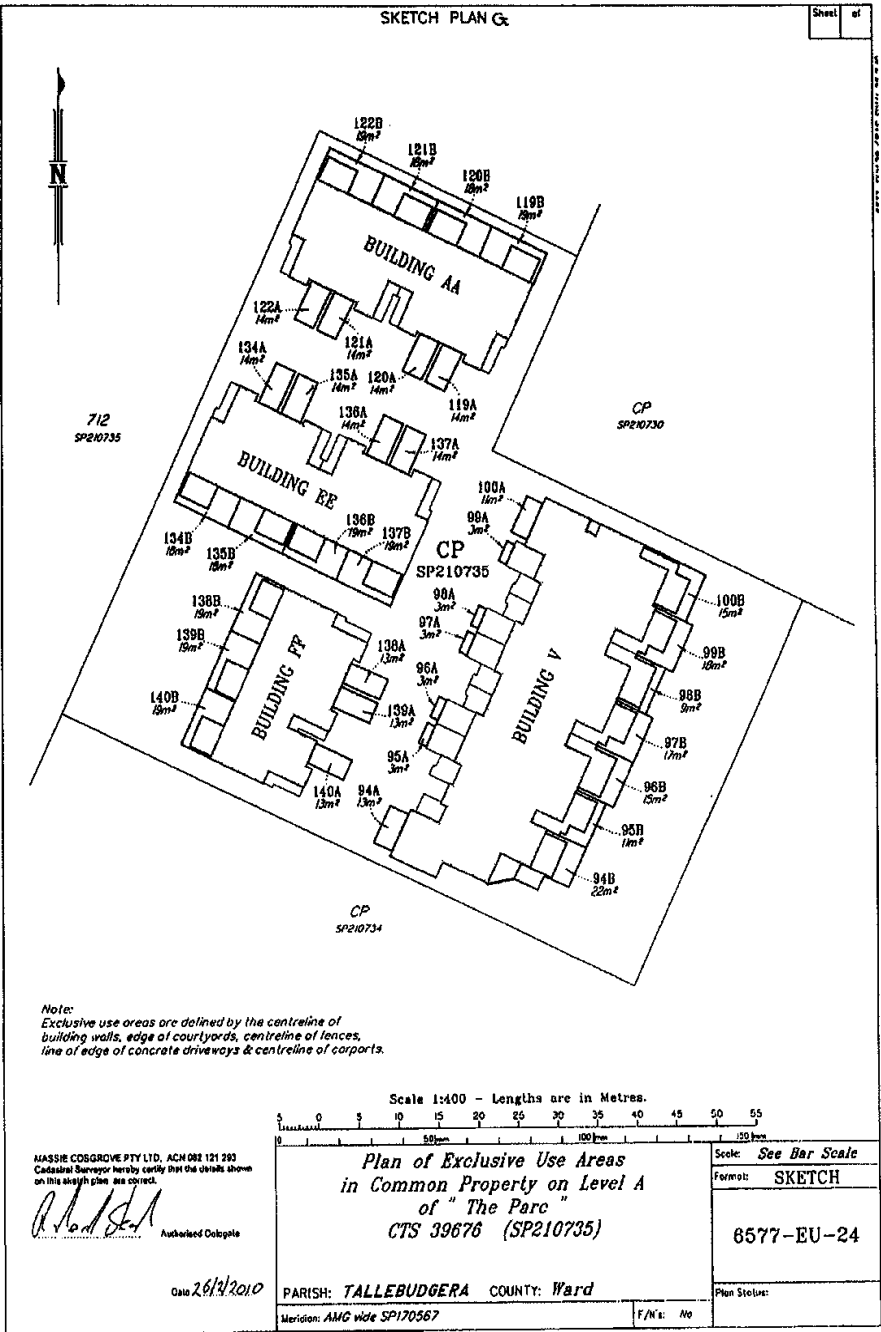 SKETCH PLAN G
Sheet of
N
122B
19m²
121B
18m²
120B
18m²
119B
19m²
BUILDING AA
122A
14m²
121A
14m²
120A
14m²
119A
14m²
134A
14m²
135A
14m²
136A
14m²
137A
14m²
712
SP210735
CP
SP210730
BUILDING EE
134B
18m²
135B
18m²
136B
19m²
137B
19m²
CP
SP210735
100A
11m²
99A
3m²
98A
3m²
97A
3m²
96A
3m²
95A
3m²
94A
13m²
BUILDING V
100B
15m²
99B
18m²
98B
9m²
97B
17m²
96B
15m²
95B
11m²
94B
22m²
138B
19m²
139B
19m²
140B
19m²
BUILDING FF
138A
13m²
139A
13m²
140A
13m²
CP
SP210734
Note:
Exclusive use areas are defined by the centreline of
building walls, edge of courtyards, centreline of fences,
line of edge of concrete driveways & centreline of carports.
Scale 1:400 - Lengths are in Metres.
5 0 5 10 15 20 25 30 35 40 45 50 55
0 50mm 100mm 150mm
MASSIE COSGROVE PTY LTD, ACN 082 121 293
Cadastral Surveyor hereby certify that the details shown
on this sketch plan are correct.
Authorised Delegate
Date 26/2/2010
Plan of Exclusive Use Areas
in Common Property on Level A
of " The Parc "
CTS 39676 (SP210735)
PARISH: TALLEBUDGERA COUNTY: Ward
Meridian: AMG vide SP170567
F/N's: No
Scale: See Bar Scale
Format: SKETCH
6577-EU-24
Plan Status: